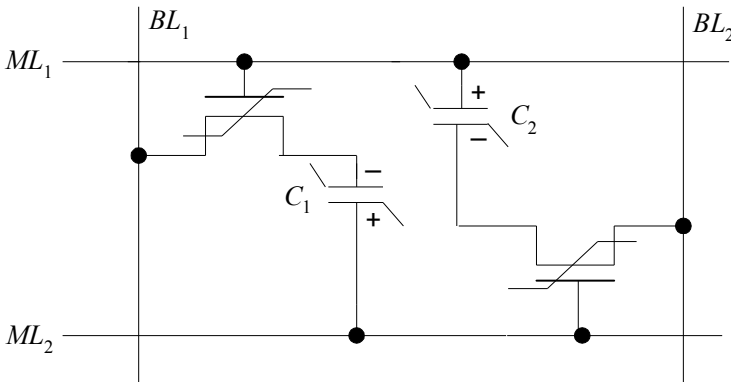 BL₁
BL₂
ML₁
+
C₂
−
−
C₁
+
ML₂